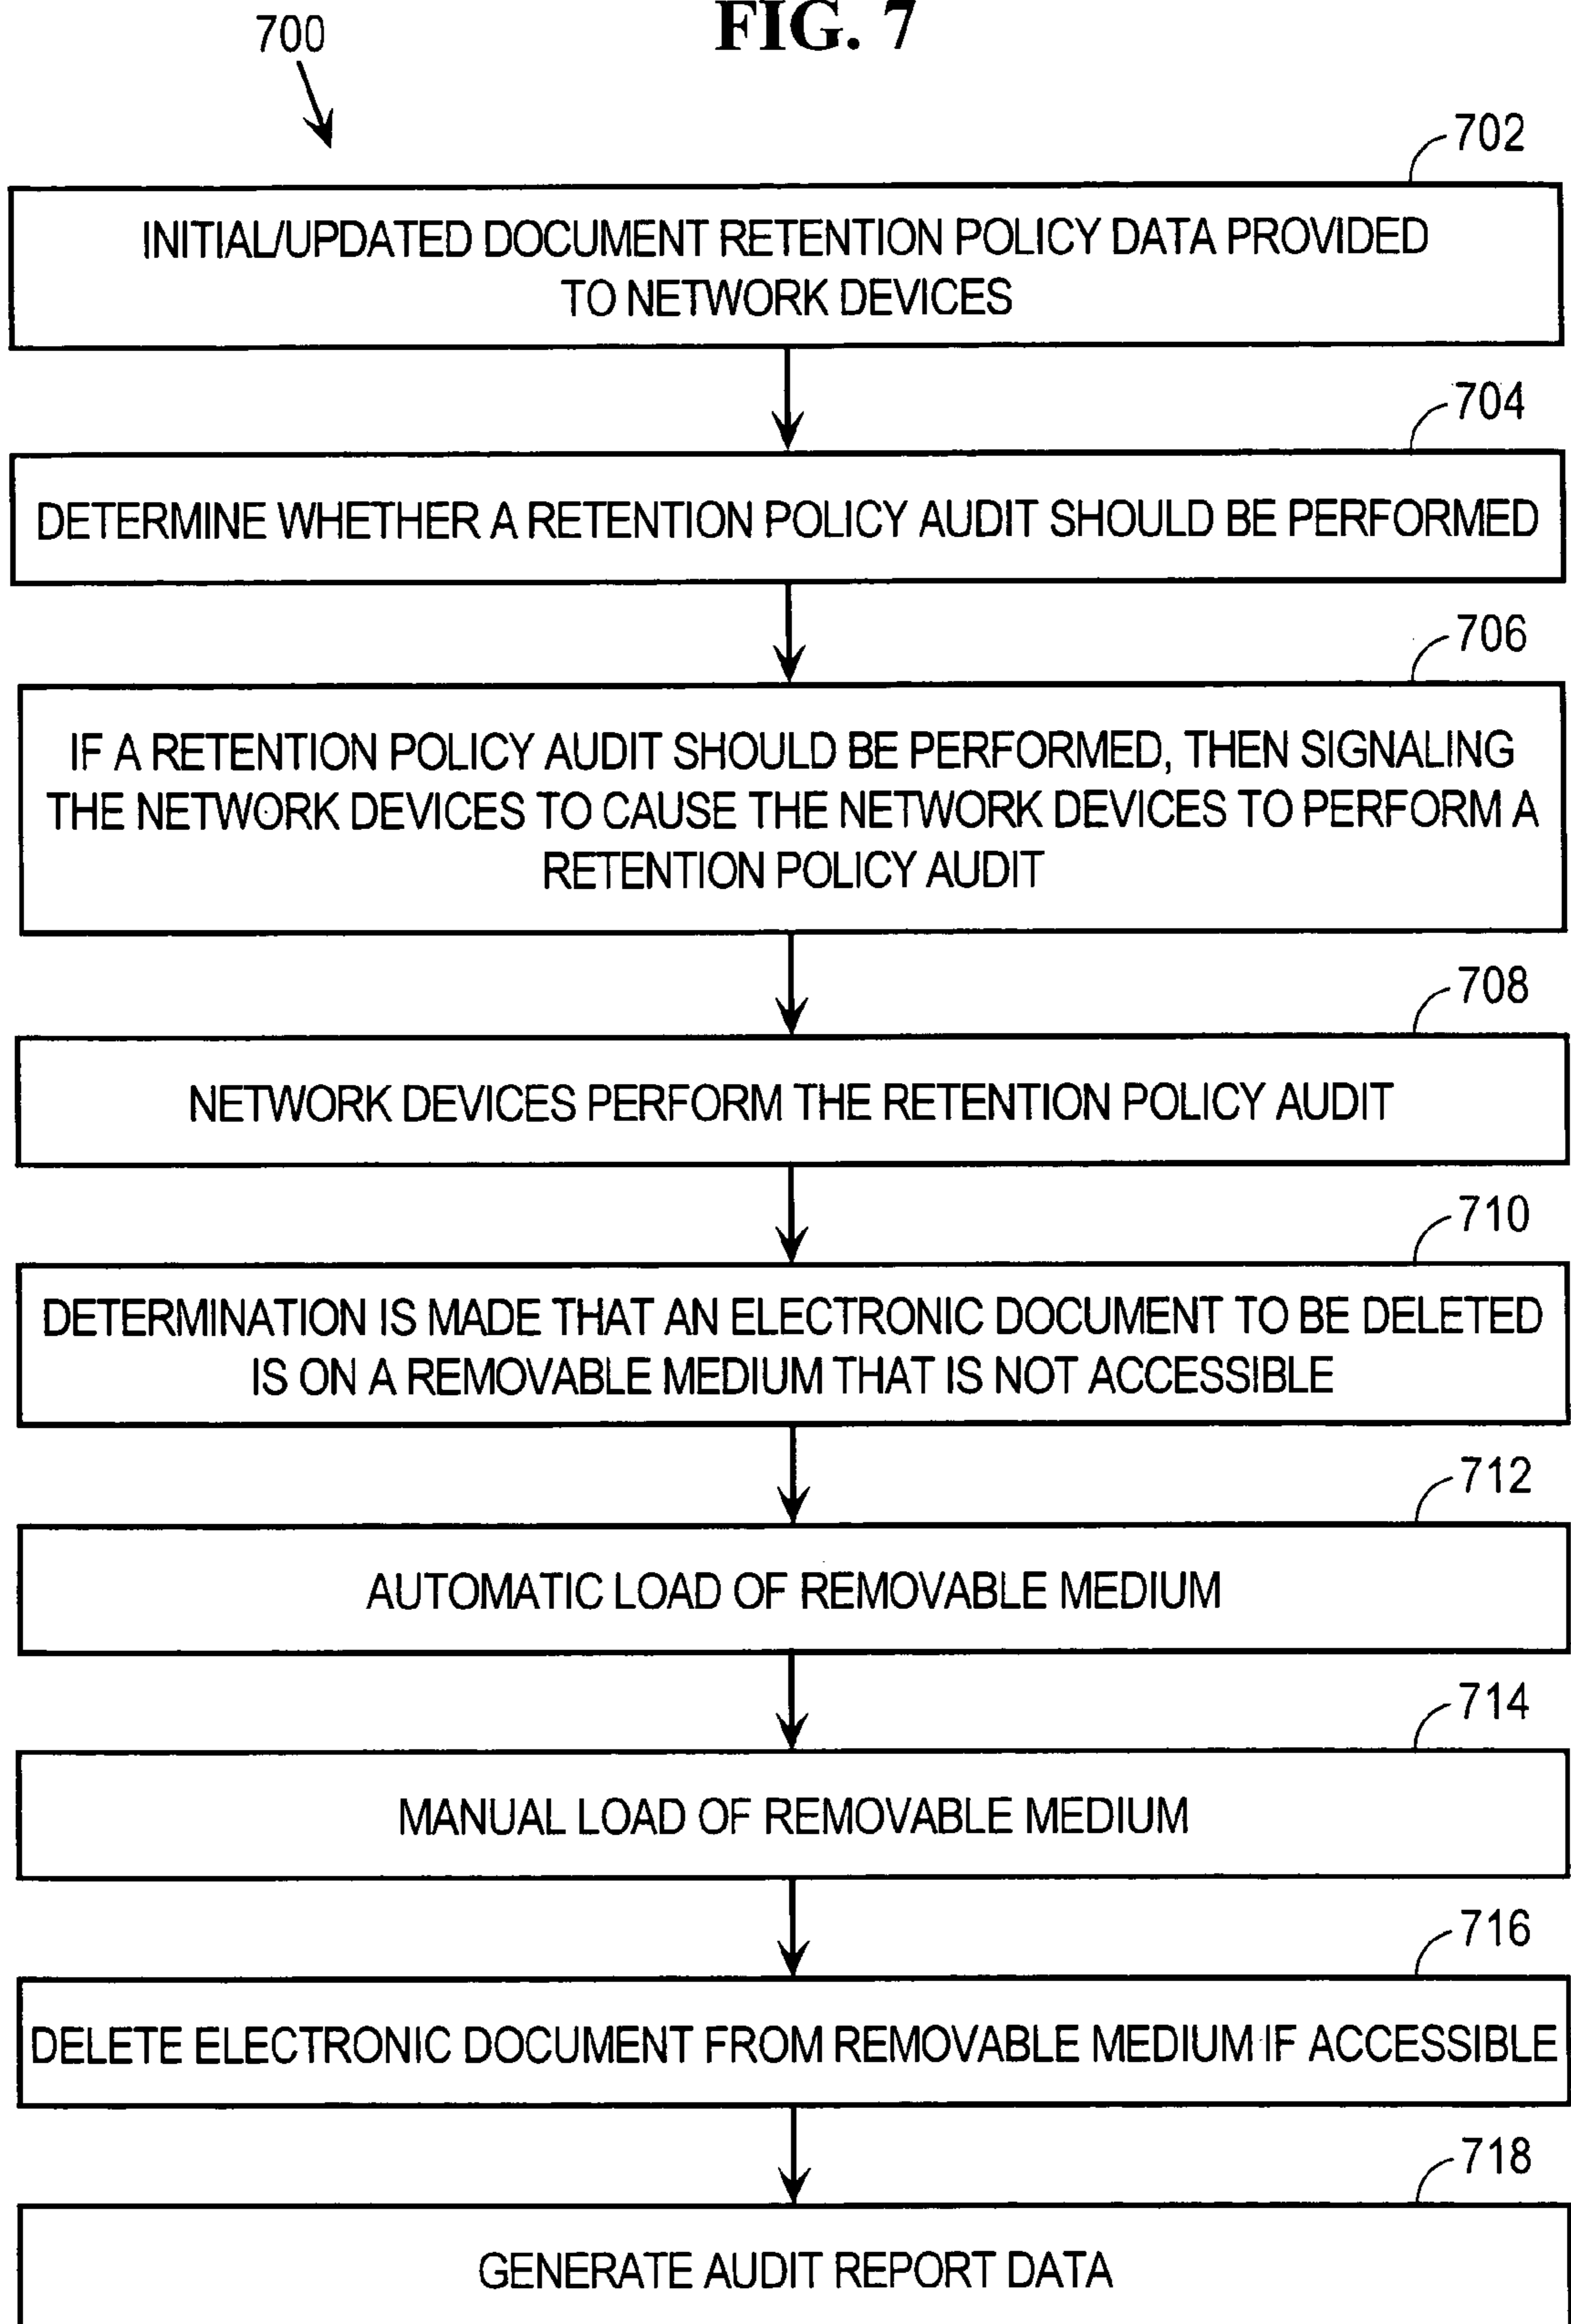 FIG. 7
700
702
INITIAL/UPDATED DOCUMENT RETENTION POLICY DATA PROVIDED
TO NETWORK DEVICES
704
DETERMINE WHETHER A RETENTION POLICY AUDIT SHOULD BE PERFORMED
706
IF A RETENTION POLICY AUDIT SHOULD BE PERFORMED, THEN SIGNALING
THE NETWORK DEVICES TO CAUSE THE NETWORK DEVICES TO PERFORM A
RETENTION POLICY AUDIT
708
NETWORK DEVICES PERFORM THE RETENTION POLICY AUDIT
710
DETERMINATION IS MADE THAT AN ELECTRONIC DOCUMENT TO BE DELETED
IS ON A REMOVABLE MEDIUM THAT IS NOT ACCESSIBLE
712
AUTOMATIC LOAD OF REMOVABLE MEDIUM
714
MANUAL LOAD OF REMOVABLE MEDIUM
716
DELETE ELECTRONIC DOCUMENT FROM REMOVABLE MEDIUM IF ACCESSIBLE
718
GENERATE AUDIT REPORT DATA